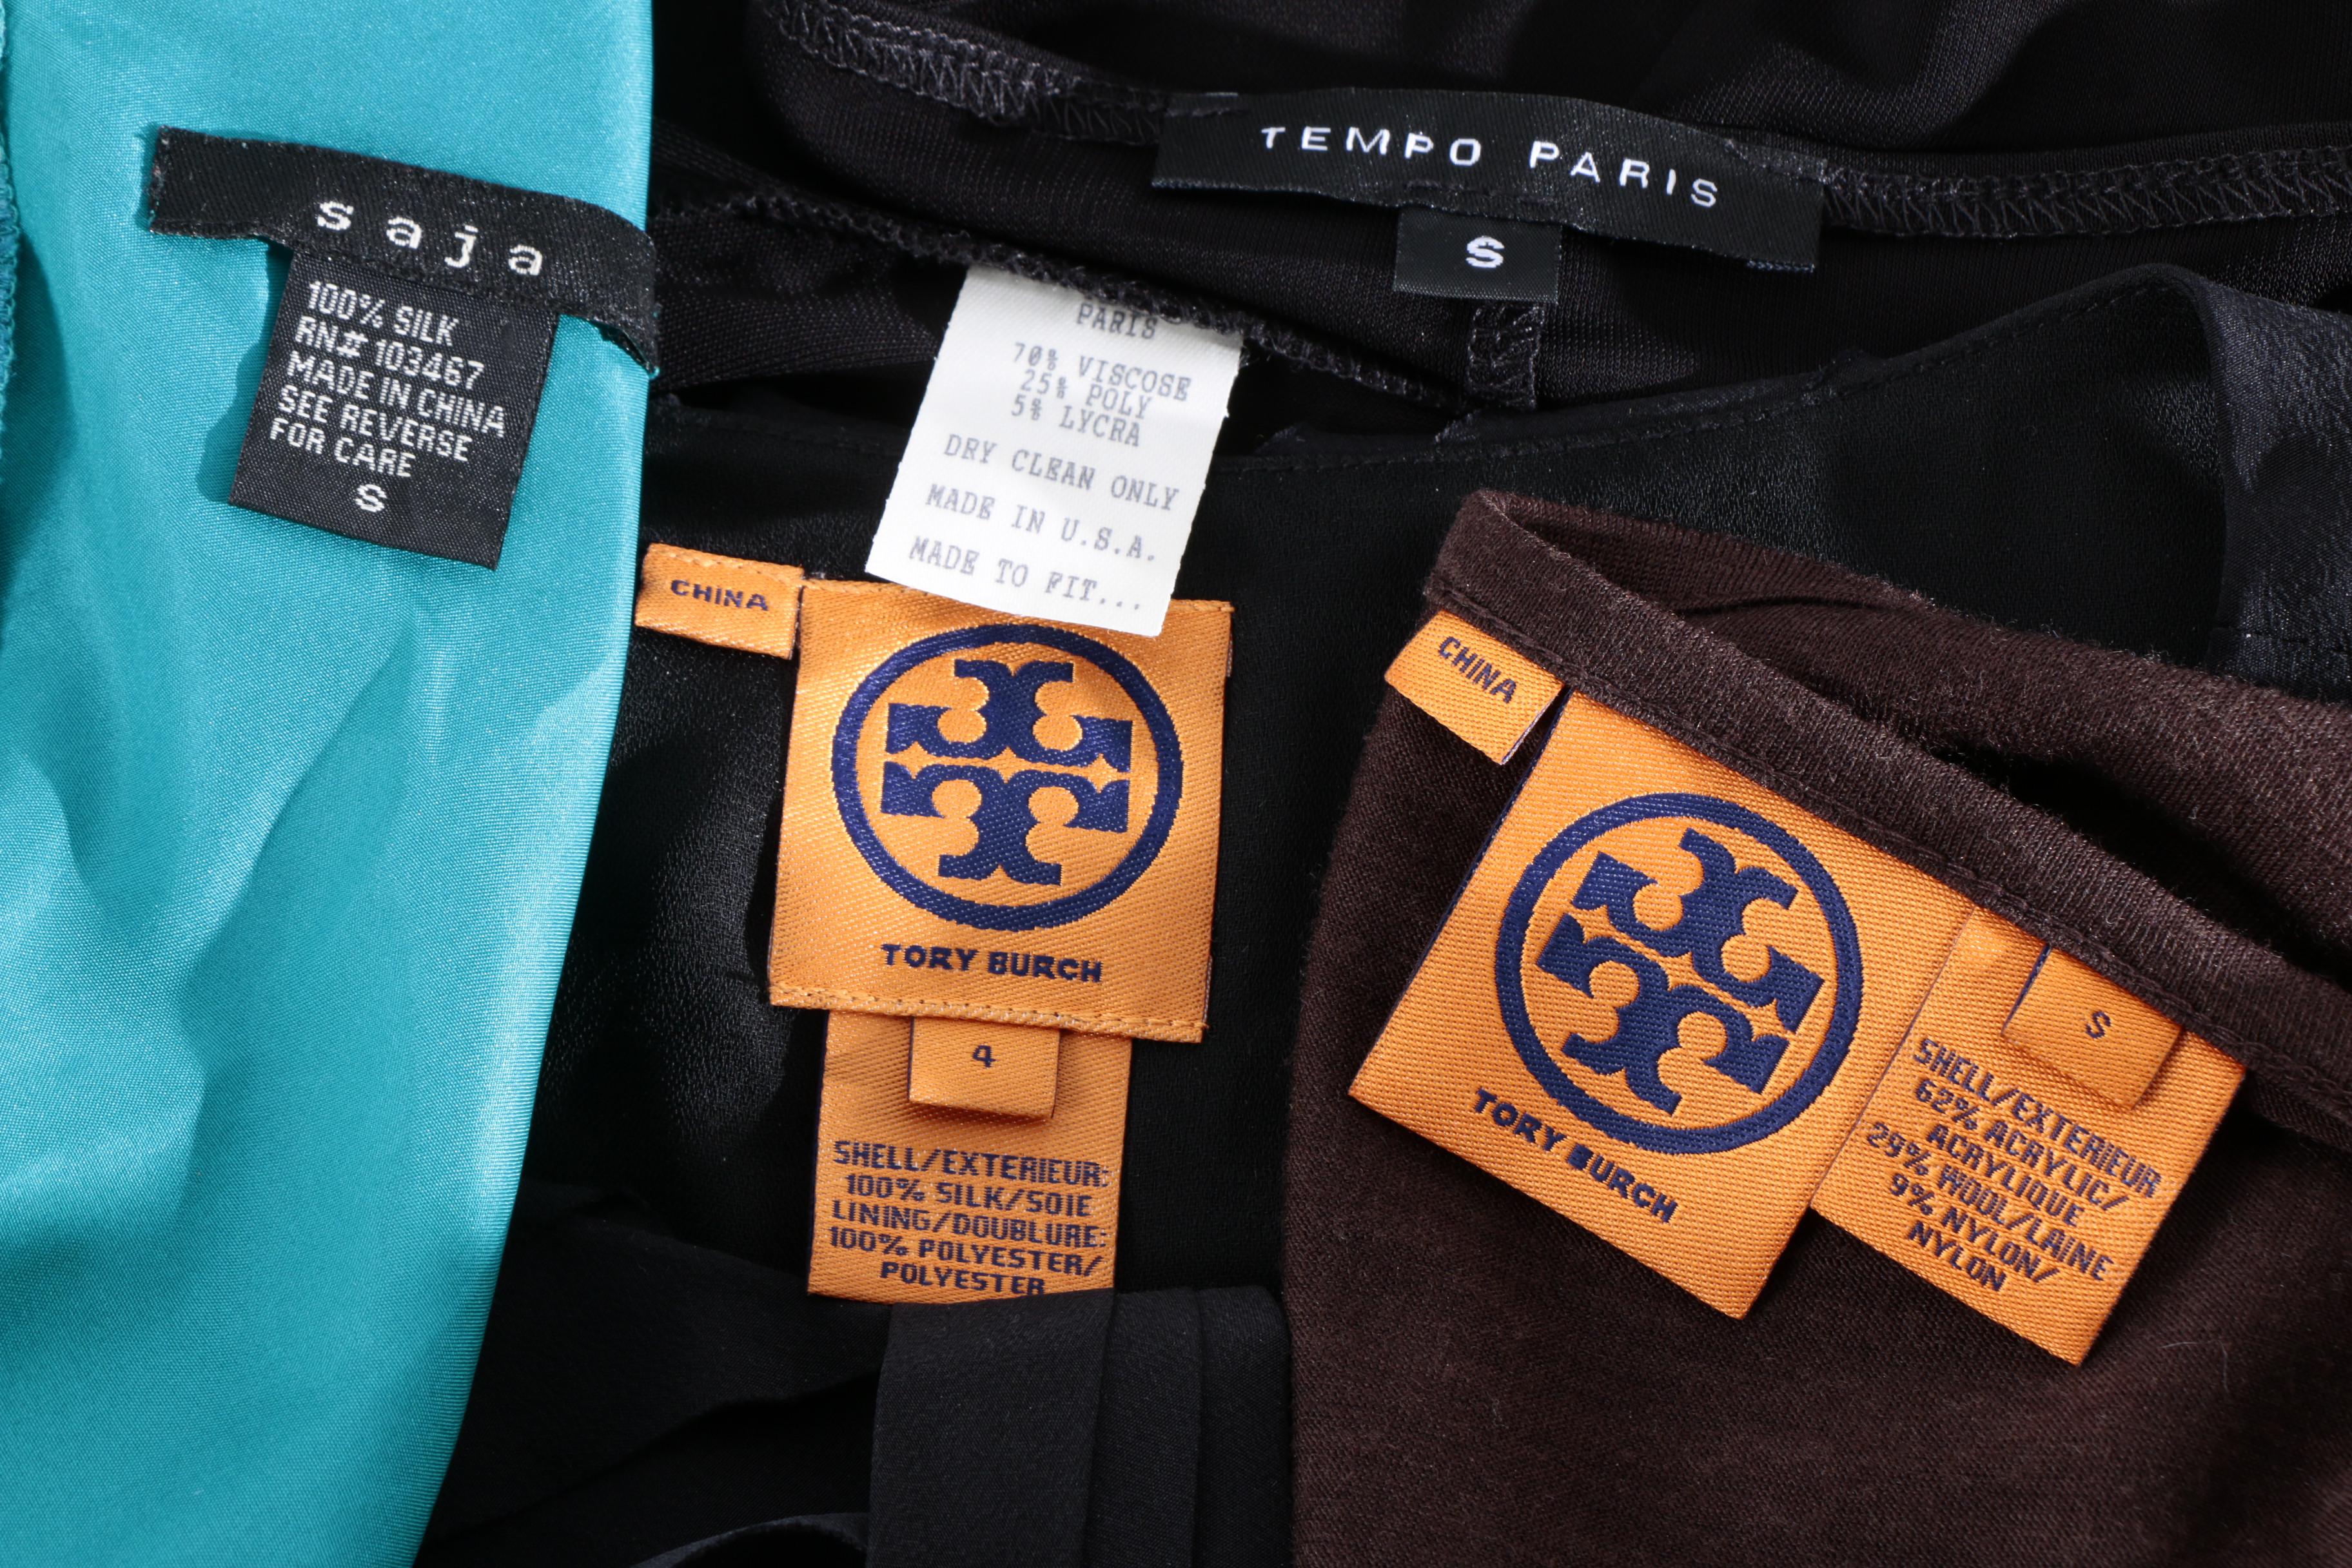 saja
100% SILK
RN# 103467
MADE IN CHINA
SEE REVERSE
FOR CARE
S
TEMPO PARIS
S
PARIS
70% VISCOSE
25% POLY
5% LYCRA
DRY CLEAN ONLY
MADE IN U.S.A.
MADE TO FIT...
CHINA
TORY BURCH
4
SHELL/EXTERIEUR:
100% SILK/SOIE
LINING/DOUBLURE:
100% POLYESTER/
POLYESTER
CHINA
TORY BURCH
S
SHELL/EXTERIEUR
62% ACRYLIC/
ACRYLIQUE
29% WOOL/LAINE
9% NYLON/
NYLON